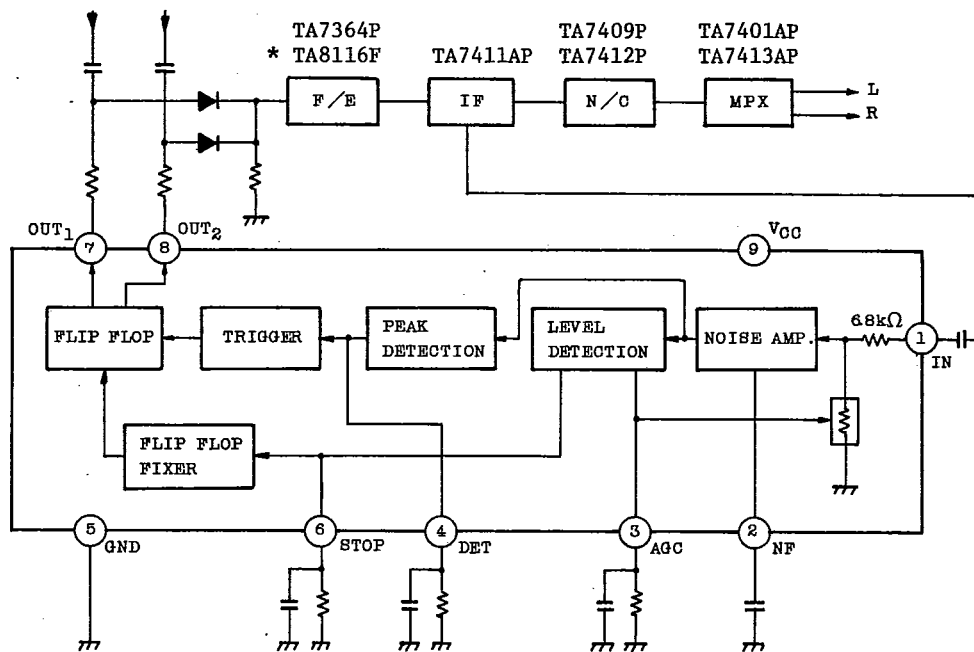 TA7364P
* TA8116F
TA7411AP
TA7409P
TA7412P
TA7401AP
TA7413AP
F/E
IF
N/C
MPX
L
R
OUT1
7
8
OUT2
9
VCC
FLIP FLOP
TRIGGER
PEAK
DETECTION
LEVEL
DETECTION
NOISE AMP.
6.8kΩ
1
IN
FLIP FLOP
FIXER
5
GND
6
STOP
4
DET
3
AGC
2
NF